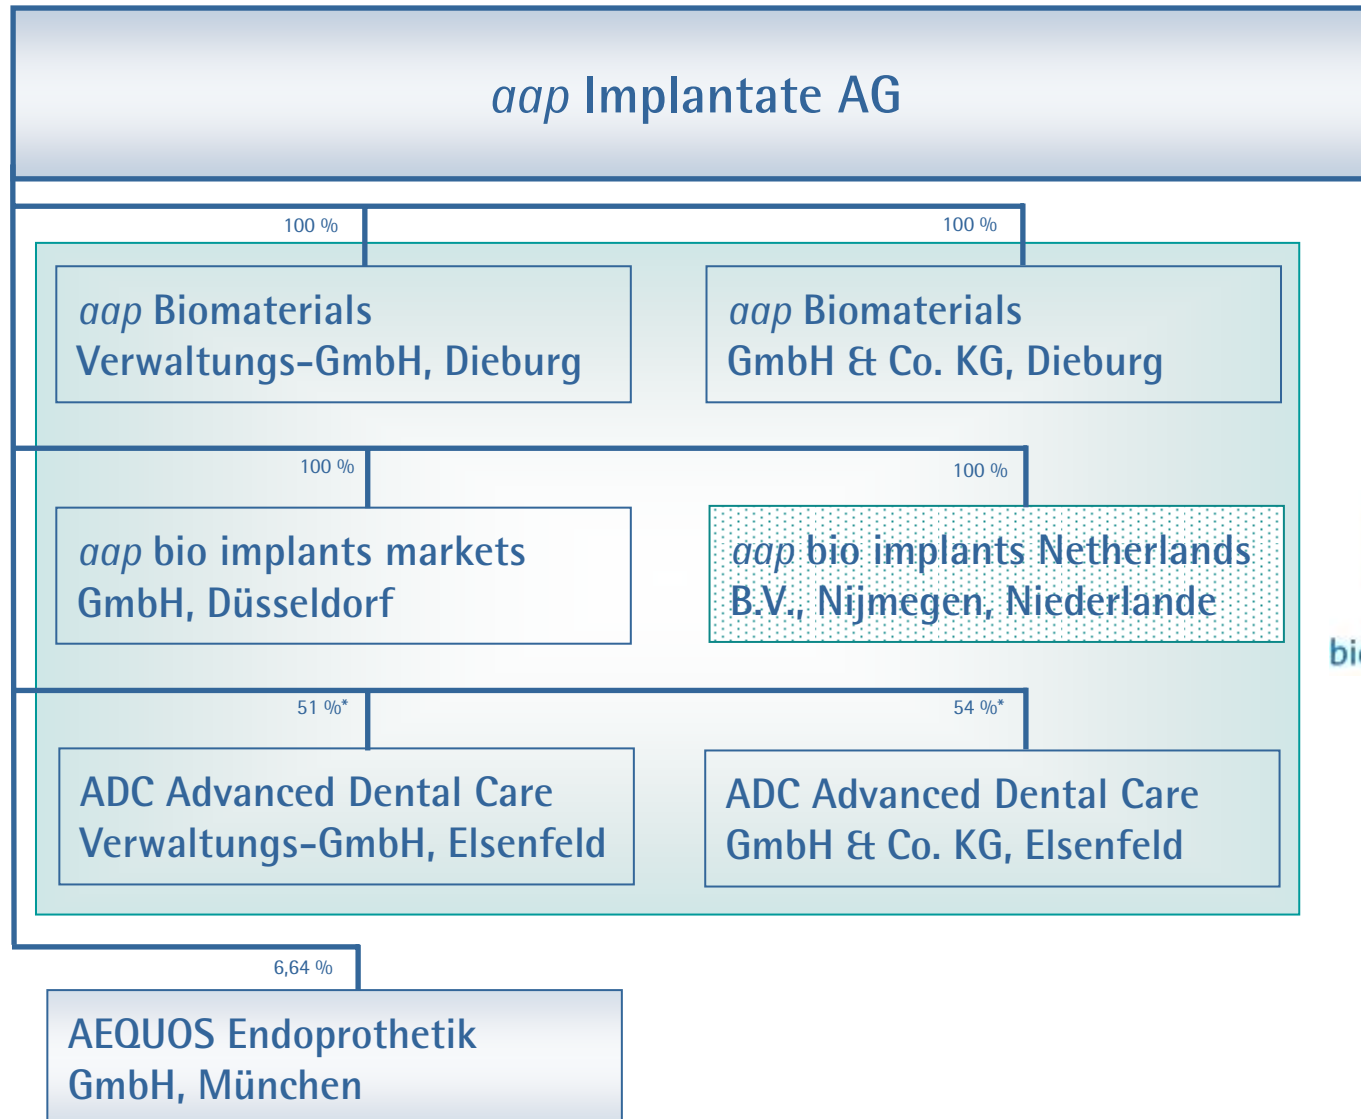 aap Implantate AG
100 %
100 %
aap Biomaterials
Verwaltungs-GmbH, Dieburg
aap Biomaterials
GmbH & Co. KG, Dieburg
100 %
100 %
aap bio implants markets
GmbH, Düsseldorf
aap bio implants Netherlands
B.V., Nijmegen, Niederlande
51 %*
54 %*
ADC Advanced Dental Care
Verwaltungs-GmbH, Elsenfeld
ADC Advanced Dental Care
GmbH & Co. KG, Elsenfeld
6,64 %
AEQUOS Endoprothetik
GmbH, München